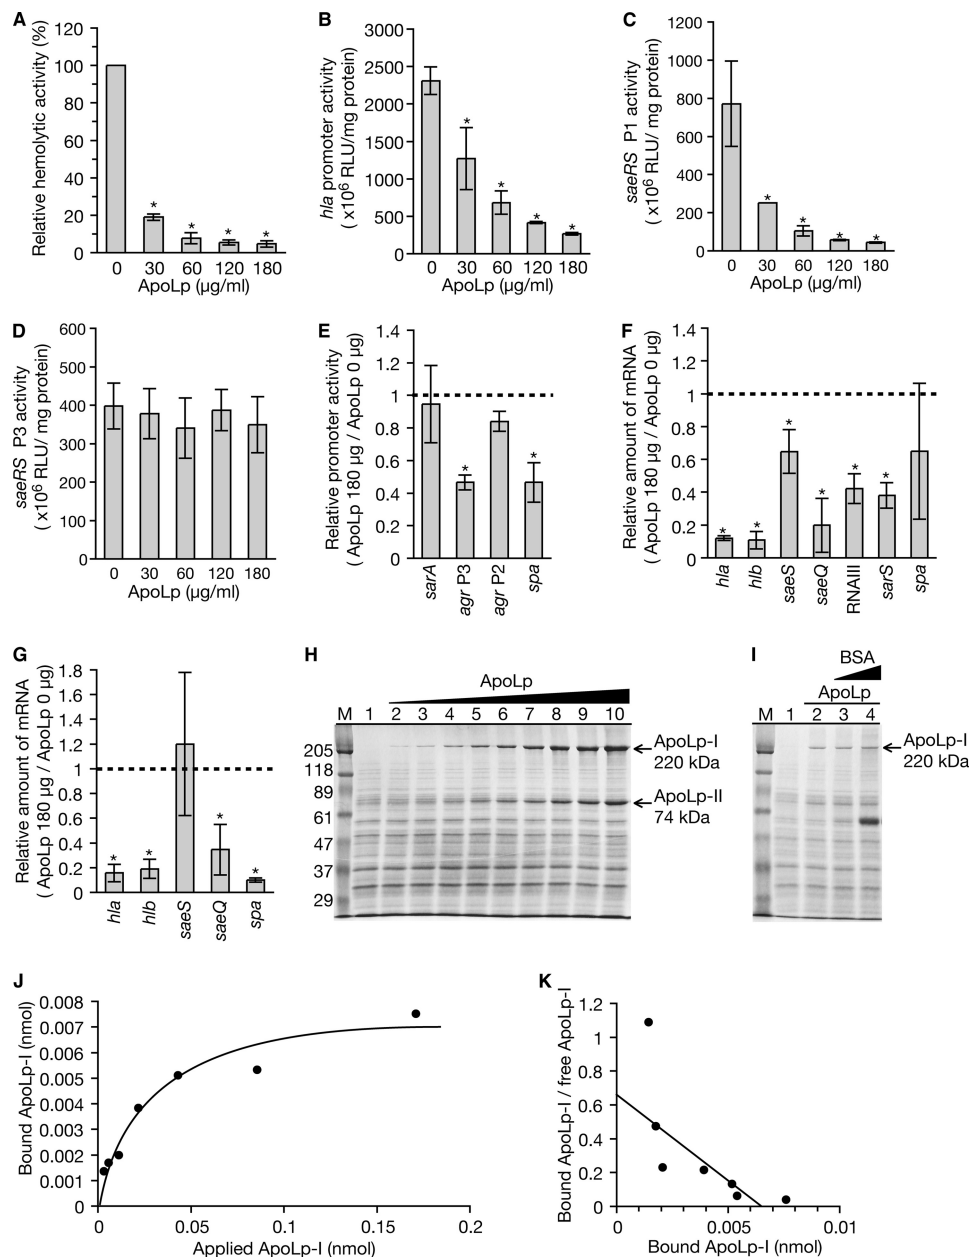 A
Relative hemolytic activity (%)
120
100
80
60
40
20
0
*
*
*
*
0 30 60 120 180
ApoLp (µg/ml)
B
hla promoter activity
( x10⁶ RLU/mg protein)
3000
2500
2000
1500
1000
500
0
*
*
*
*
0 30 60 120 180
ApoLp (µg/ml)
C
saeRS P1 activity
( x10⁶ RLU/ mg protein)
1200
1000
800
600
400
200
0
*
*
*
*
0 30 60 120 180
ApoLp (µg/ml)
D
saeRS P3 activity
( x10⁶ RLU/ mg protein)
600
500
400
300
200
100
0
0 30 60 120 180
ApoLp (µg/ml)
E
Relative promoter activity
( ApoLp 180 µg / ApoLp 0 µg)
1.4
1.2
1
0.8
0.6
0.4
0.2
0
*
*
sarA
agr P3
agr P2
spa
F
Relative amount of mRNA
( ApoLp 180 µg / ApoLp 0 µg)
1.4
1.2
1
0.8
0.6
0.4
0.2
0
*
*
*
*
*
*
hla
hlb
saeS
saeQ
RNAIII
sarS
spa
G
Relative amount of mRNA
( ApoLp 180 µg / ApoLp 0 µg)
1.8
1.6
1.4
1.2
1
0.8
0.6
0.4
0.2
0
*
*
*
*
hla
hlb
saeS
saeQ
spa
H
ApoLp
M 1 2 3 4 5 6 7 8 9 10
205
118
89
61
47
37
29
ApoLp-I
220 kDa
ApoLp-II
74 kDa
I
BSA
ApoLp
M 1 2 3 4
ApoLp-I
220 kDa
J
Bound ApoLp-I (nmol)
0.008
0.007
0.006
0.005
0.004
0.003
0.002
0.001
0
0 0.05 0.1 0.15 0.2
Applied ApoLp-I (nmol)
K
Bound ApoLp-I / free ApoLp-I
1.2
1
0.8
0.6
0.4
0.2
0
0 0.005 0.01
Bound ApoLp-I (nmol)